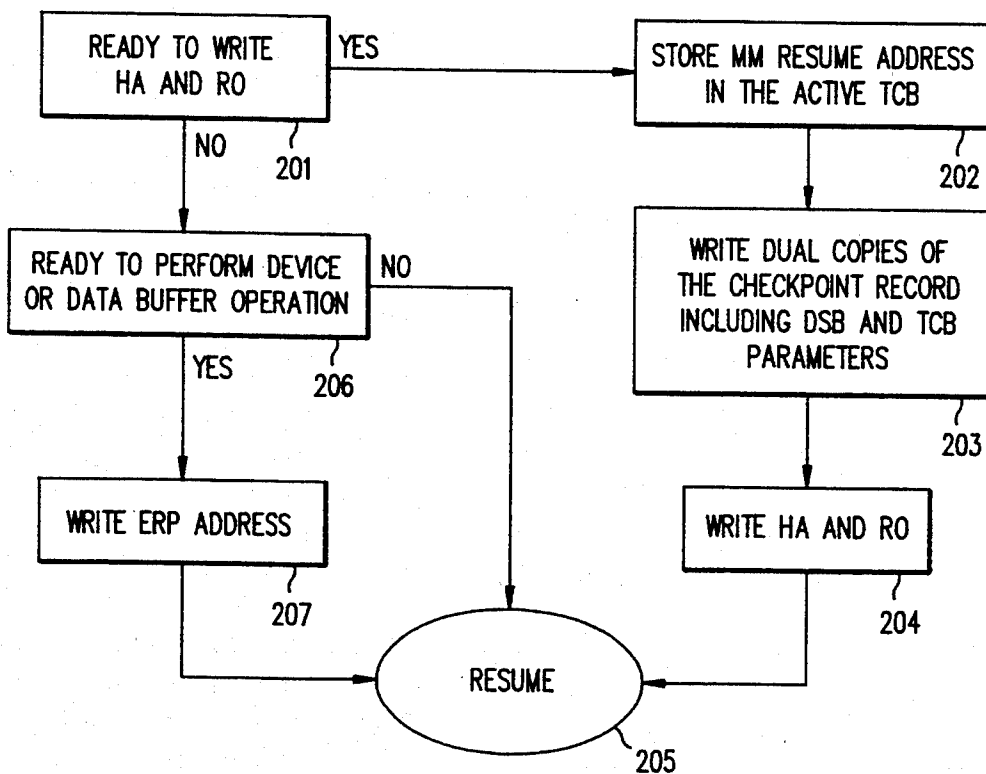 READY TO WRITE
HA AND RO
201
YES
NO
STORE MM RESUME ADDRESS
IN THE ACTIVE TCB
202
READY TO PERFORM DEVICE
OR DATA BUFFER OPERATION
206
NO
YES
WRITE DUAL COPIES OF
THE CHECKPOINT RECORD
INCLUDING DSB AND TCB
PARAMETERS
203
WRITE ERP ADDRESS
207
WRITE HA AND RO
204
RESUME
205